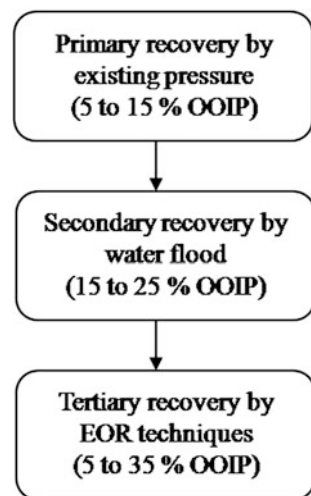 Primary recovery by
existing pressure
(5 to 15 % OOIP)
Secondary recovery by
water flood
(15 to 25 % OOIP)
Tertiary recovery by
EOR techniques
(5 to 35 % OOIP)